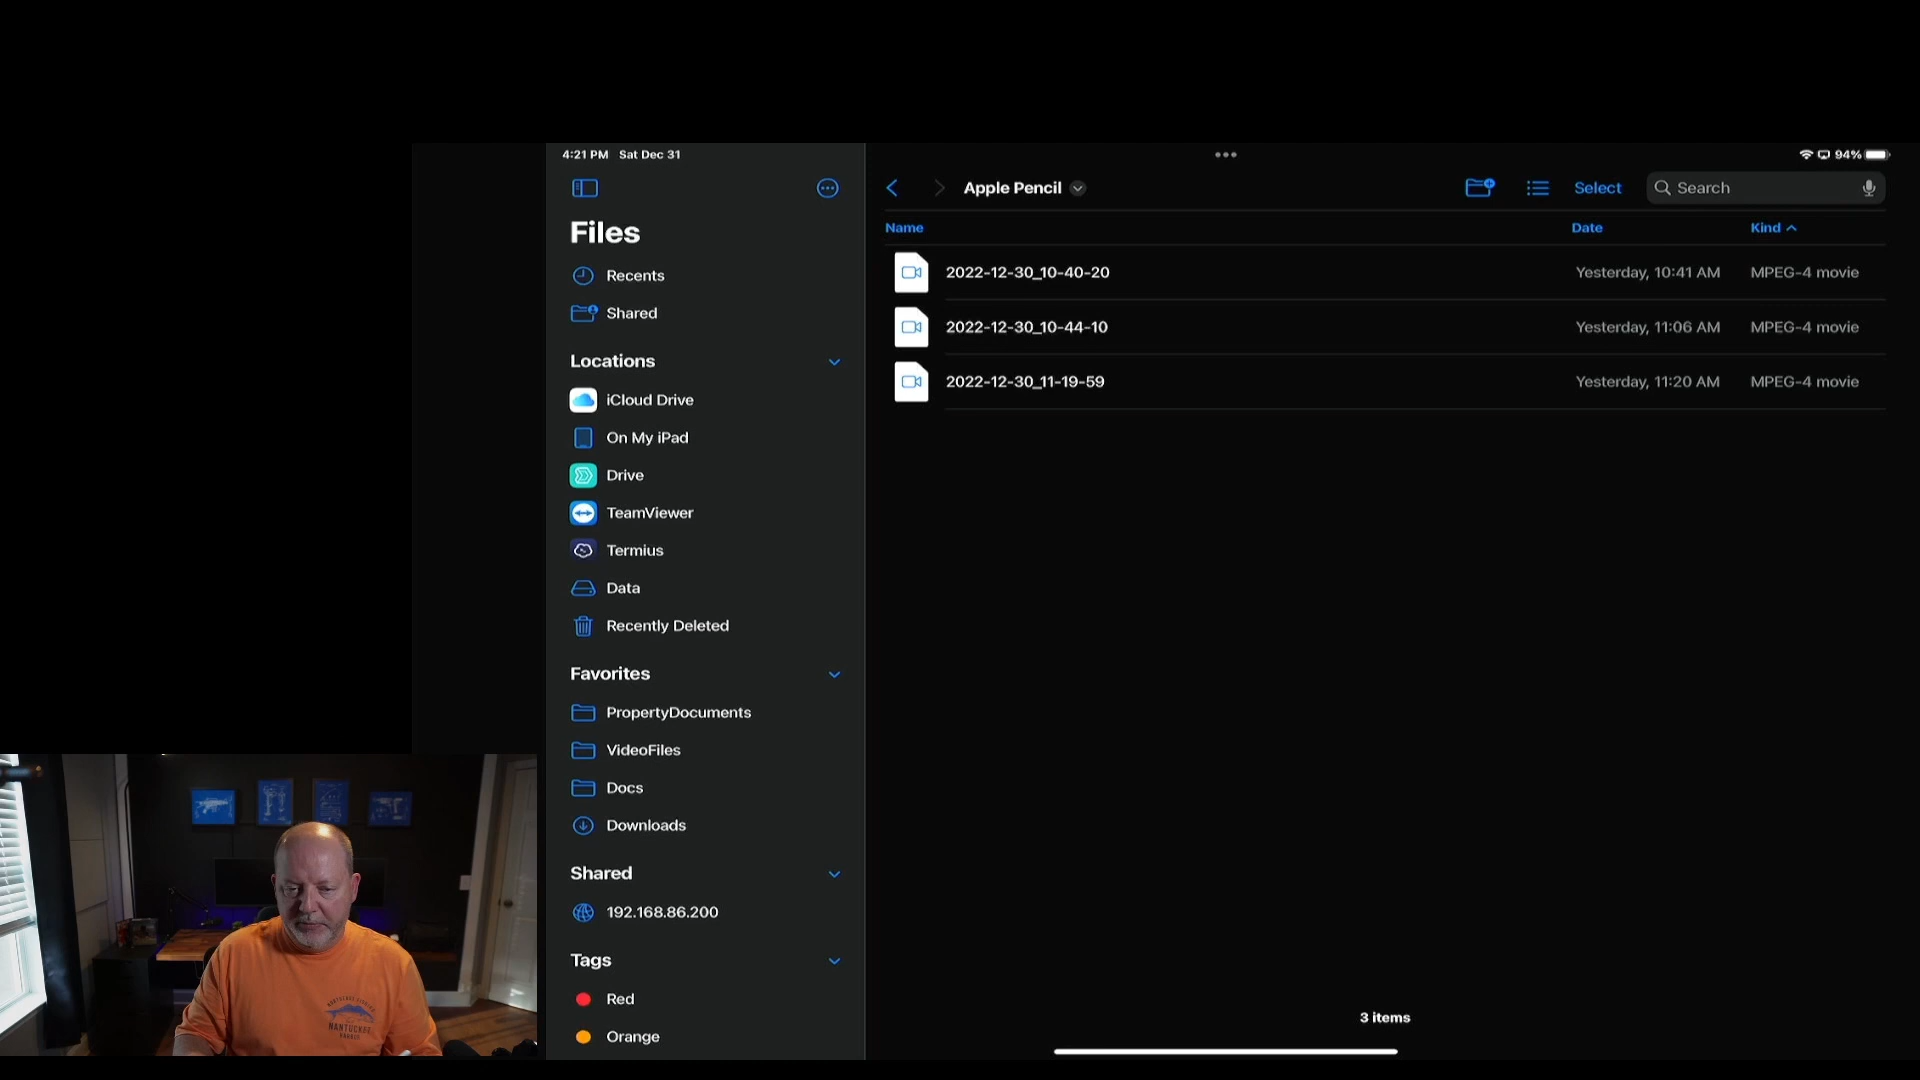 4:21 PM Sat Dec 31
94%
Files
Recents
Shared
Locations
iCloud Drive
On My iPad
Drive
TeamViewer
Termius
Data
Recently Deleted
Favorites
PropertyDocuments
VideoFiles
Docs
Downloads
Shared
192.168.86.200
Tags
Red
Orange
Apple Pencil
Select
Search
Name Date Kind
2022-12-30_10-40-20 Yesterday, 10:41 AM MPEG-4 movie
2022-12-30_10-44-10 Yesterday, 11:06 AM MPEG-4 movie
2022-12-30_11-19-59 Yesterday, 11:20 AM MPEG-4 movie
3 items
NANTUCKET